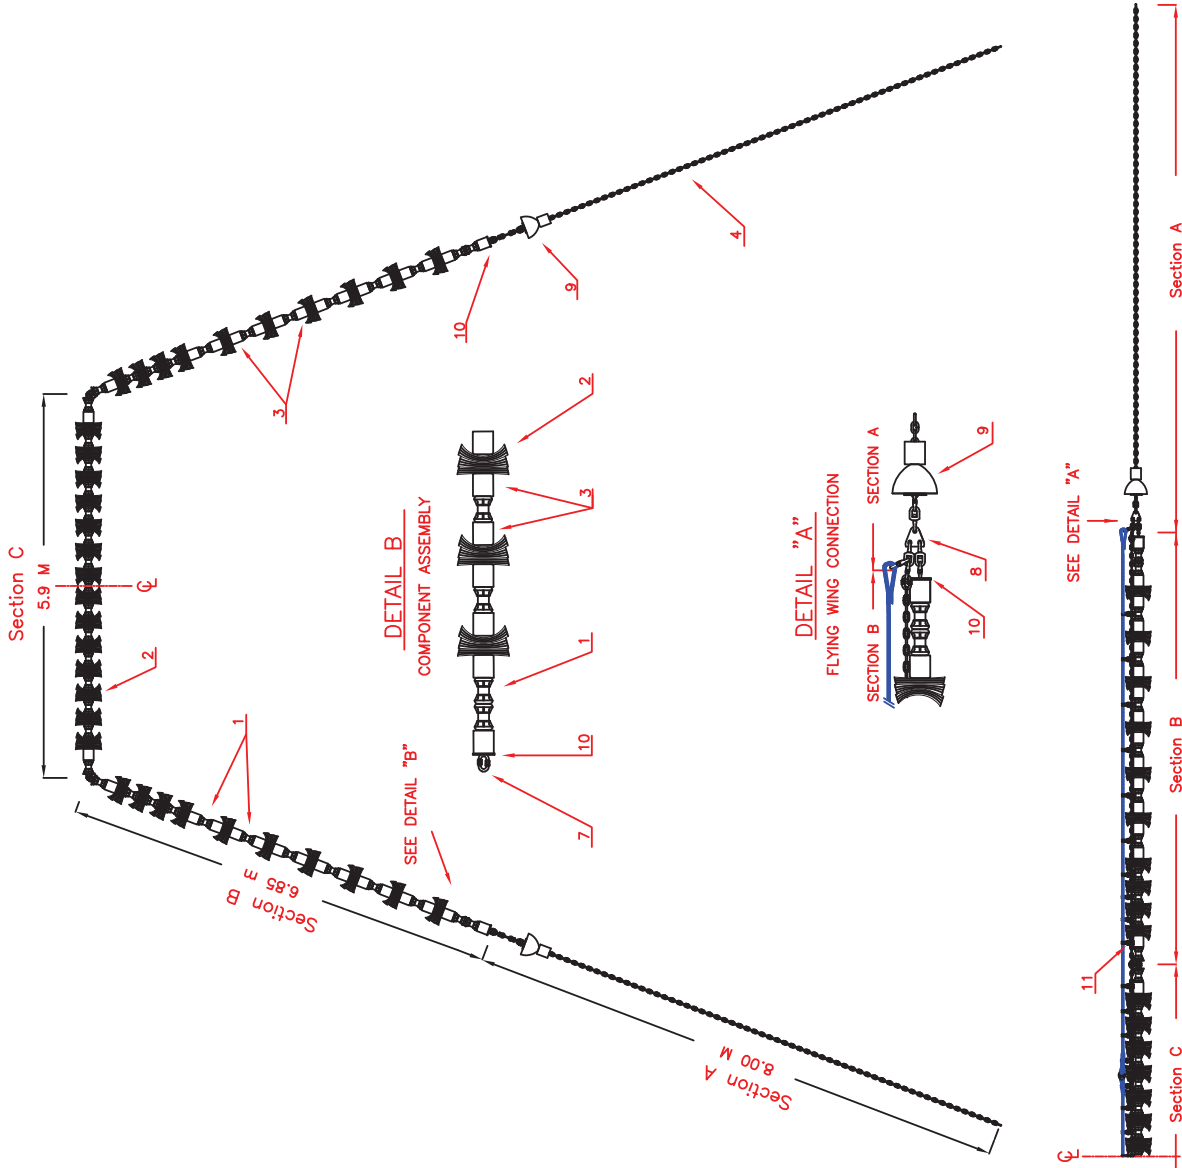 Section C
5.9 M
℄
2
1
3
10
9
4
SEE DETAIL "B"
6.85 m
Section B
8.00 M
Section A
DETAIL B
COMPONENT ASSEMBLY
2
3
1
10
7
DETAIL "A"
FLYING WING CONNECTION
SECTION B
SECTION A
9
8
10
SEE DETAIL "A"
11
Section A
Section B
Section C
℄